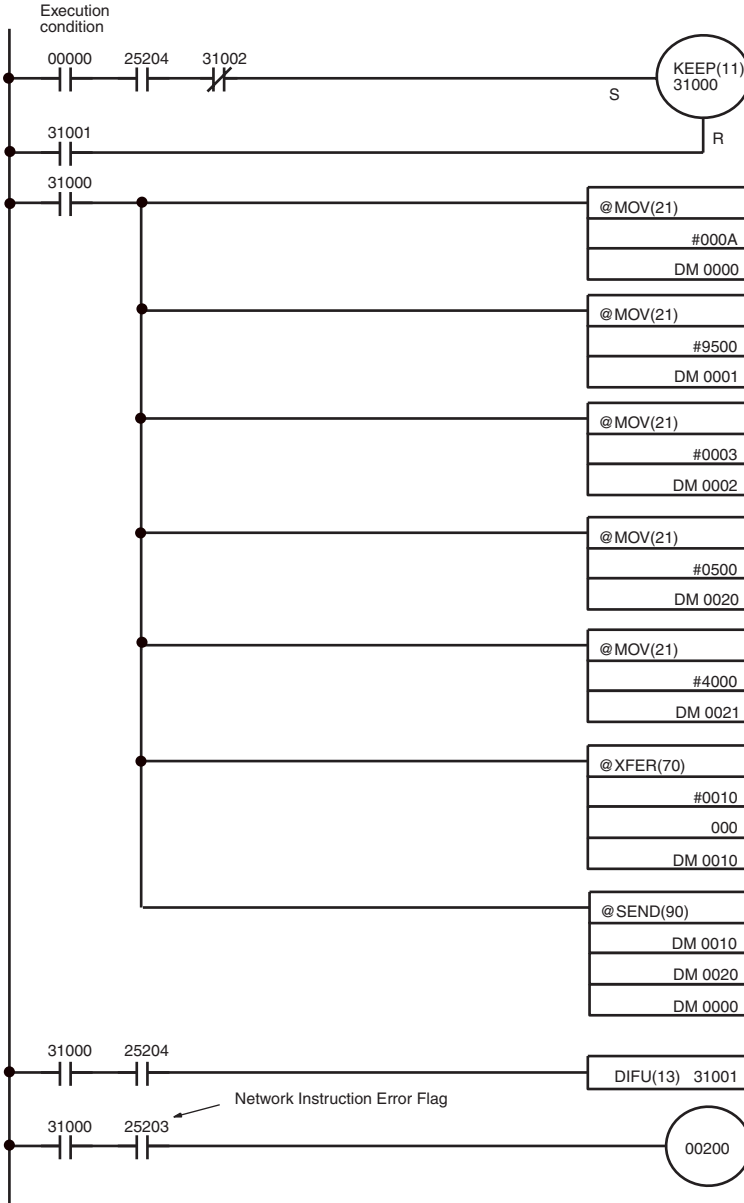 Execution
condition
00000 25204 31002
KEEP(11)
31000
S
R
31001
31000
@MOV(21)
#000A
DM 0000
@MOV(21)
#9500
DM 0001
@MOV(21)
#0003
DM 0002
@MOV(21)
#0500
DM 0020
@MOV(21)
#4000
DM 0021
@XFER(70)
#0010
000
DM 0010
@SEND(90)
DM 0010
DM 0020
DM 0000
31000 25204
DIFU(13) 31001
Network Instruction Error Flag
31000 25203
00200